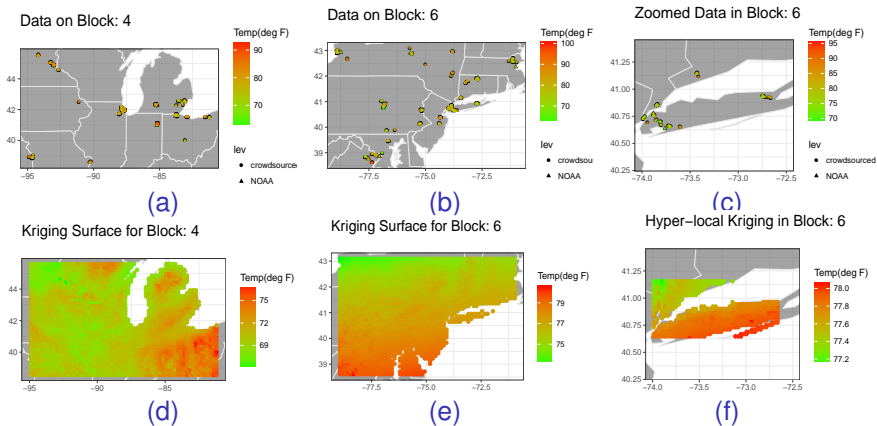 Data on Block: 4
Temp(deg F)
90
80
70
44
42
40
−95
−90
−85
lev
crowdsourced
NOAA
(a)
Data on Block: 6
Temp(deg F)
100
90
80
70
43
42
41
40
39
−77.5
−75.0
−72.5
−71.0
lev
crowdsou
NOAA
(b)
Zoomed Data in Block: 6
Temp(deg F)
95
90
85
80
75
70
41.25
41.00
40.75
40.50
40.25
−74.0
−73.5
−73.0
−72.5
lev
crowdsourced
NOAA
(c)
Kriging Surface for Block: 4
Temp(deg F)
75
72
69
44
42
40
−95
−90
−85
(d)
Kriging Surface for Block: 6
Temp(deg F)
79
77
75
43
42
41
40
39
−77.5
−75.0
−72.5
(e)
Hyper−local Kriging in Block: 6
Temp(deg F)
78.0
77.8
77.6
77.4
77.2
41.25
41.00
40.75
40.50
40.25
−74.0
−73.5
−73.0
−72.5
(f)